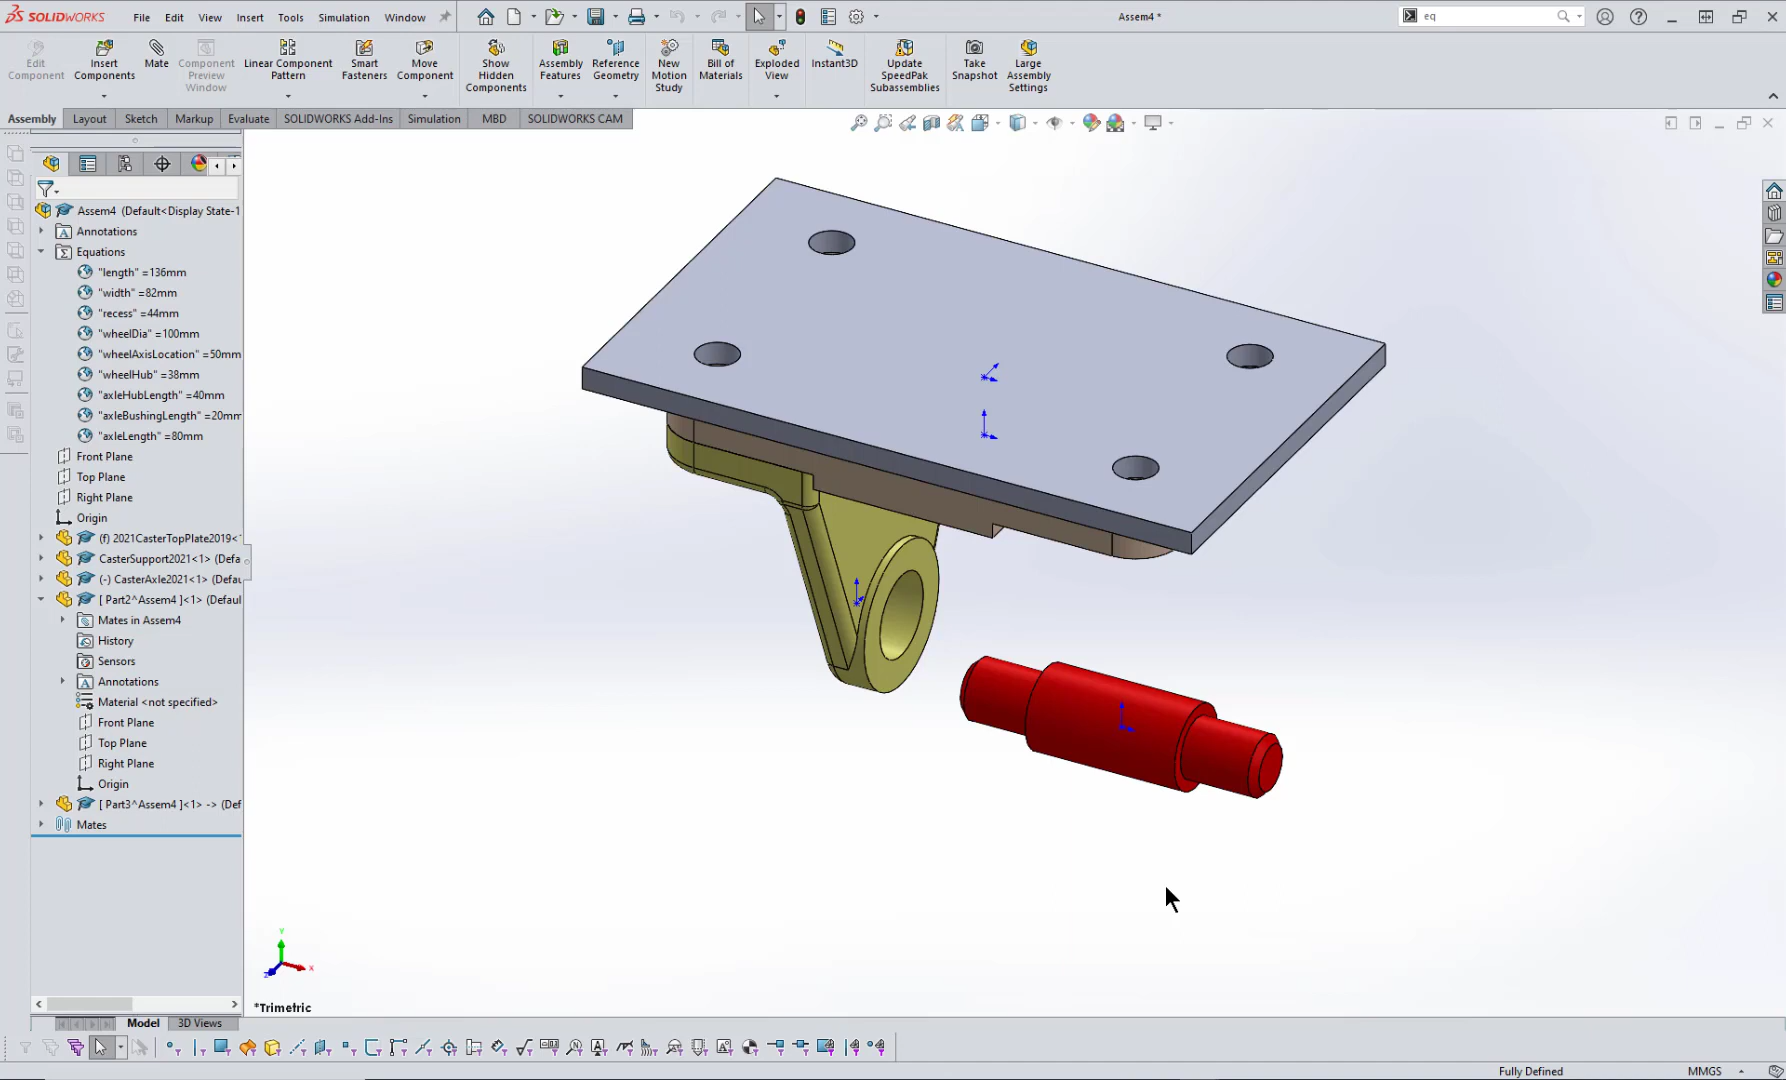 SOLIDWORKS File Edit View Insert Tools Simulation Window Assem4 * eq
Edit Component
Insert Components
Mate
Component Preview Window
Linear Component Pattern
Smart Fasteners
Move Component
Show Hidden Components
Assembly Features
Reference Geometry
New Motion Study
Bill of Materials
Exploded View
Instant3D
Update SpeedPak Subassemblies
Take Snapshot
Large Assembly Settings
Assembly Layout Sketch Markup Evaluate SOLIDWORKS Add-Ins Simulation MBD SOLIDWORKS CAM
Assem4 (Default<Display State-1
Annotations
Equations
"length" =136mm
"width" =82mm
"recess" =44mm
"wheelDia" =100mm
"wheelAxisLocation" =50mm
"wheelHub" =38mm
"axleHubLength" =40mm
"axleBushingLength" =20mm
"axleLength" =80mm
Front Plane
Top Plane
Right Plane
Origin
(f) 2021CasterTopPlate2019<
CasterSupport2021<1> (Defa
(-) CasterAxle2021<1> (Defau
[ Part2^Assem4 ]<1> (Defaul
Mates in Assem4
History
Sensors
Annotations
Material <not specified>
Front Plane
Top Plane
Right Plane
Origin
[ Part3^Assem4 ]<1> -> (Def
Mates
Y
X
Z
*Trimetric
Model 3D Views
Fully Defined MMGS